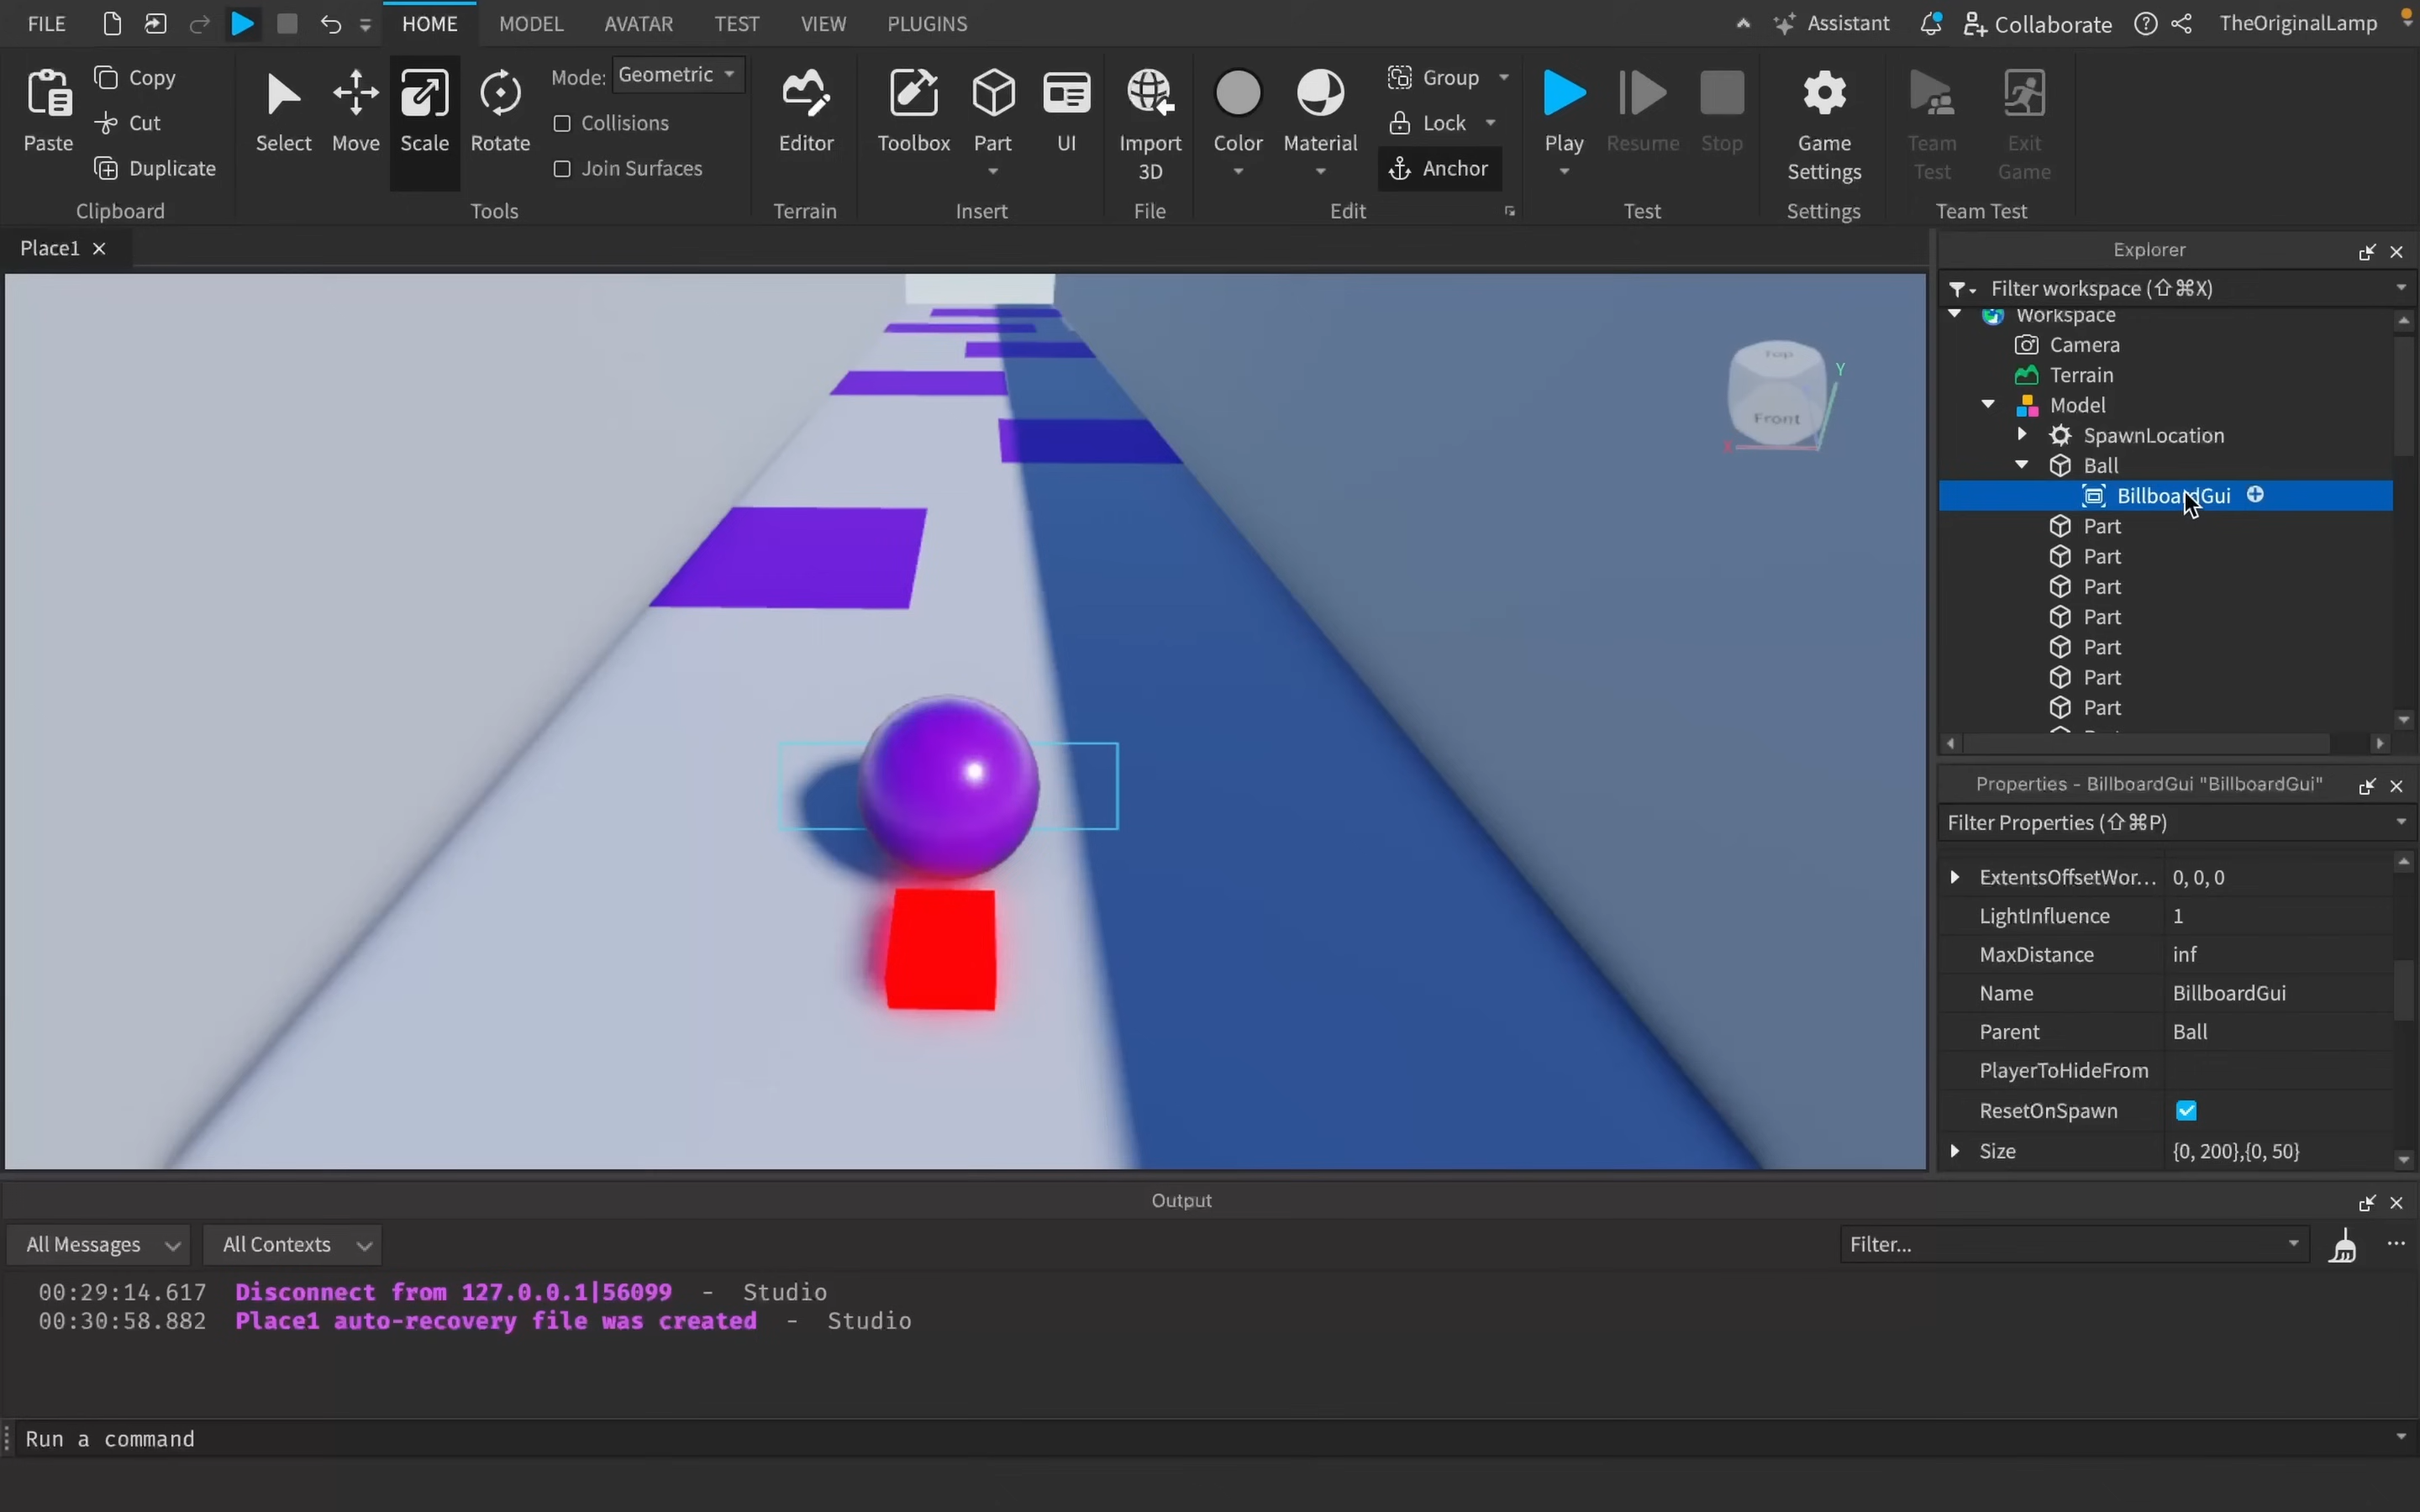 FILE HOME MODEL AVATAR TEST VIEW PLUGINS Assistant Collaborate TheOriginalLamp
Paste Copy Cut Duplicate
Clipboard
Select Move Scale Rotate
Mode: Geometric
Collisions
Join Surfaces
Tools
Editor
Terrain
Toolbox Part UI
Insert
Import 3D
File
Color Material
Group
Lock
Anchor
Edit
Play Resume Stop
Test
Game Settings
Settings
Team Test Exit Game
Team Test
Place1
Top
Front
Y
X
Explorer
Filter workspace (⇧⌘X)
Workspace
Camera
Terrain
Model
SpawnLocation
Ball
BillboardGui
Part
Part
Part
Part
Part
Part
Part
Properties - BillboardGui "BillboardGui"
Filter Properties (⇧⌘P)
ExtentsOffsetWor... 0, 0, 0
LightInfluence 1
MaxDistance inf
Name BillboardGui
Parent Ball
PlayerToHideFrom
ResetOnSpawn
Size {0, 200},{0, 50}
Output
All Messages All Contexts Filter...
00:29:14.617 Disconnect from 127.0.0.1|56099 - Studio
00:30:58.882 Place1 auto-recovery file was created - Studio
Run a command